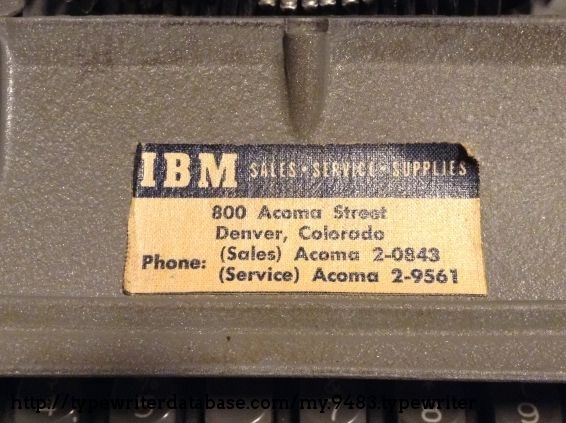 IBM SALES • SERVICE • SUPPLIES
800 Acoma Street
Denver, Colorado
Phone: (Sales) Acoma 2-0843
(Service) Acoma 2-9561
http://typewriterdatabase.com/my.9483.typewriter